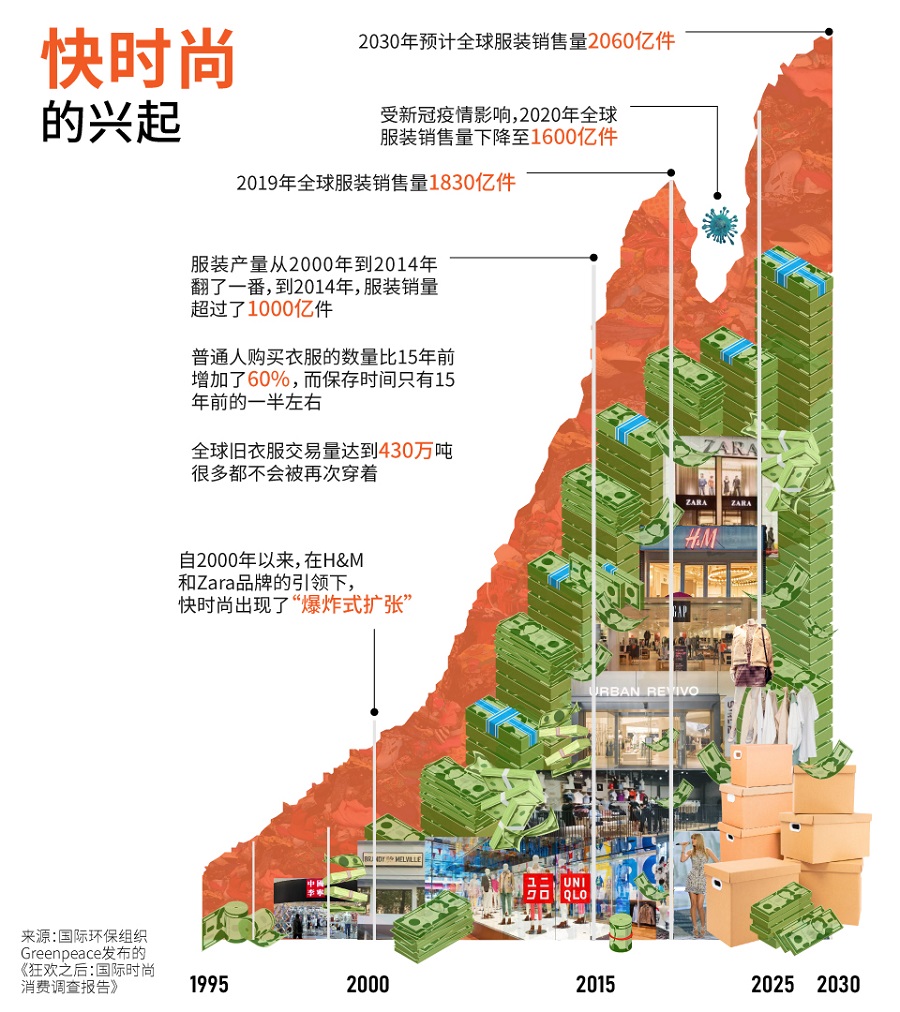 快时尚
的兴起
2030年预计全球服装销售量2060亿件
受新冠疫情影响,2020年全球
服装销售量下降至1600亿件
2019年全球服装销售量1830亿件
服装产量从2000年到2014年
翻了一番,到2014年,服装销量
超过了1000亿件
普通人购买衣服的数量比15年前
增加了60%,而保存时间只有15
年前的一半左右
全球旧衣服交易量达到430万吨
很多都不会被再次穿着
自2000年以来,在H&M
和Zara品牌的引领下,
快时尚出现了“爆炸式扩张”
ZARA
ZARA
ZARA
H&M
GAP
URBAN REVIVO
BRANDY MELVILLE
中國
李寧
ユニ
クロ
UNI
QLO
来源:国际环保组织
Greenpeace发布的
《狂欢之后:国际时尚
消费调查报告》
1995
2000
2015
2025
2030